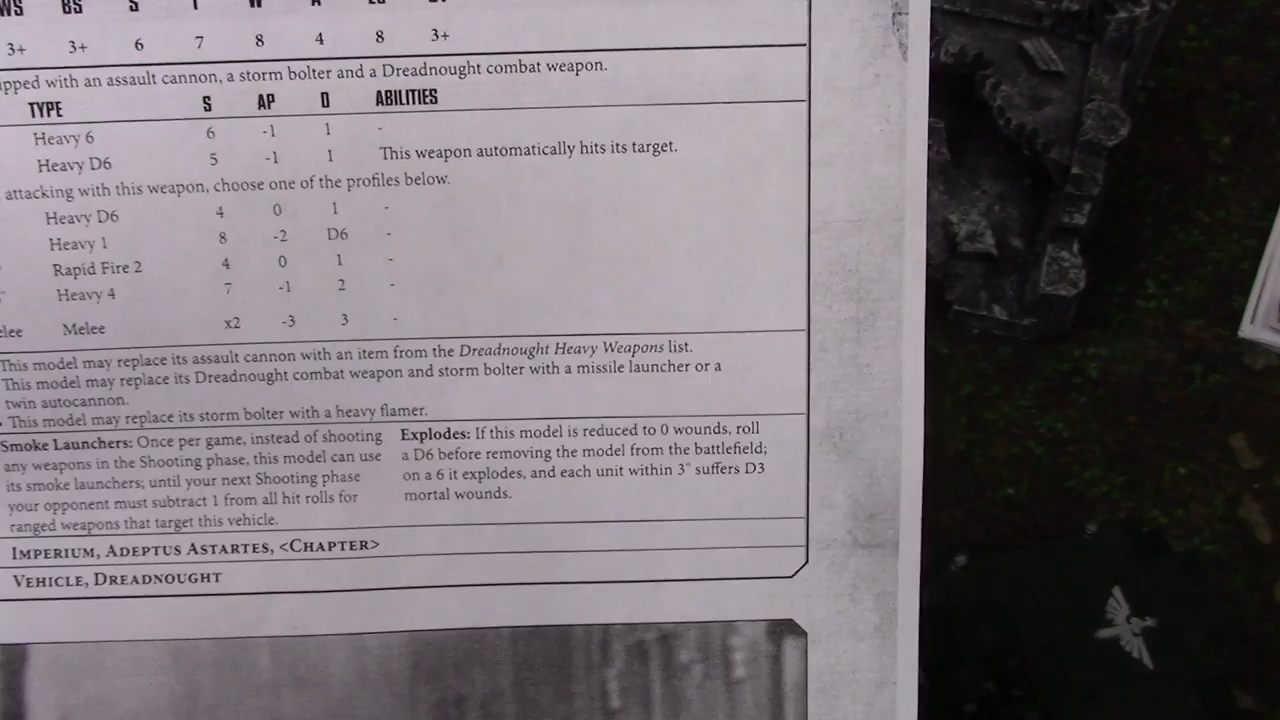 WS BS S T W A Ld Sv
3+ 3+ 6 7 8 4 8 3+
ipped with an assault cannon, a storm bolter and a Dreadnought combat weapon.
TYPE S AP D ABILITIES
Heavy 6 6 -1 1 -
Heavy D6 5 -1 1 This weapon automatically hits its target.
attacking with this weapon, choose one of the profiles below.
Heavy D6 4 0 1 -
Heavy 1 8 -2 D6 -
Rapid Fire 2 4 0 1 -
Heavy 4 7 -1 2 -
elee Melee x2 -3 3 -
This model may replace its assault cannon with an item from the Dreadnought Heavy Weapons list.
This model may replace its Dreadnought combat weapon and storm bolter with a missile launcher or a
twin autocannon.
• This model may replace its storm bolter with a heavy flamer.
Smoke Launchers: Once per game, instead of shooting
any weapons in the Shooting phase, this model can use
its smoke launchers; until your next Shooting phase
your opponent must subtract 1 from all hit rolls for
ranged weapons that target this vehicle.
Explodes: If this model is reduced to 0 wounds, roll
a D6 before removing the model from the battlefield;
on a 6 it explodes, and each unit within 3" suffers D3
mortal wounds.
IMPERIUM, ADEPTUS ASTARTES, <CHAPTER>
VEHICLE, DREADNOUGHT